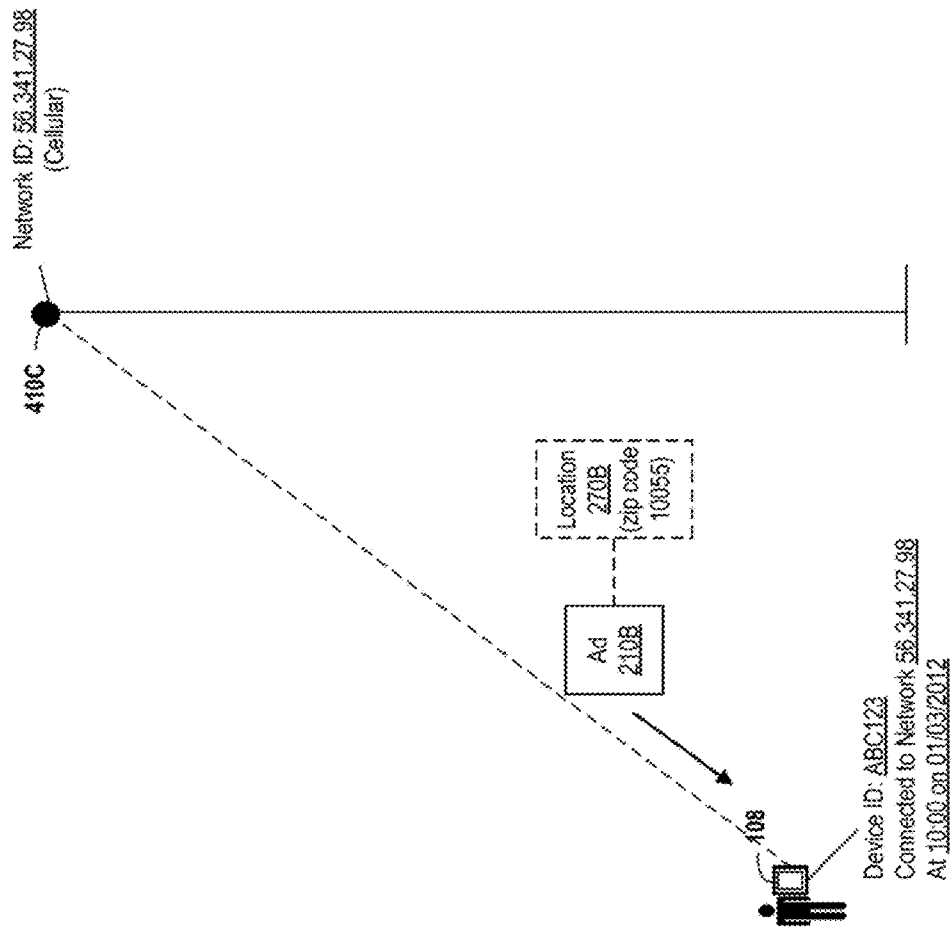 Network ID: 56.341.27.98
(Cellular)
410C
Location
270B
(zip code
10055)
Ad
210B
108
Device ID: ABC123
Connected to Network 56.341.27.98
At 10:00 on 01/03/2012